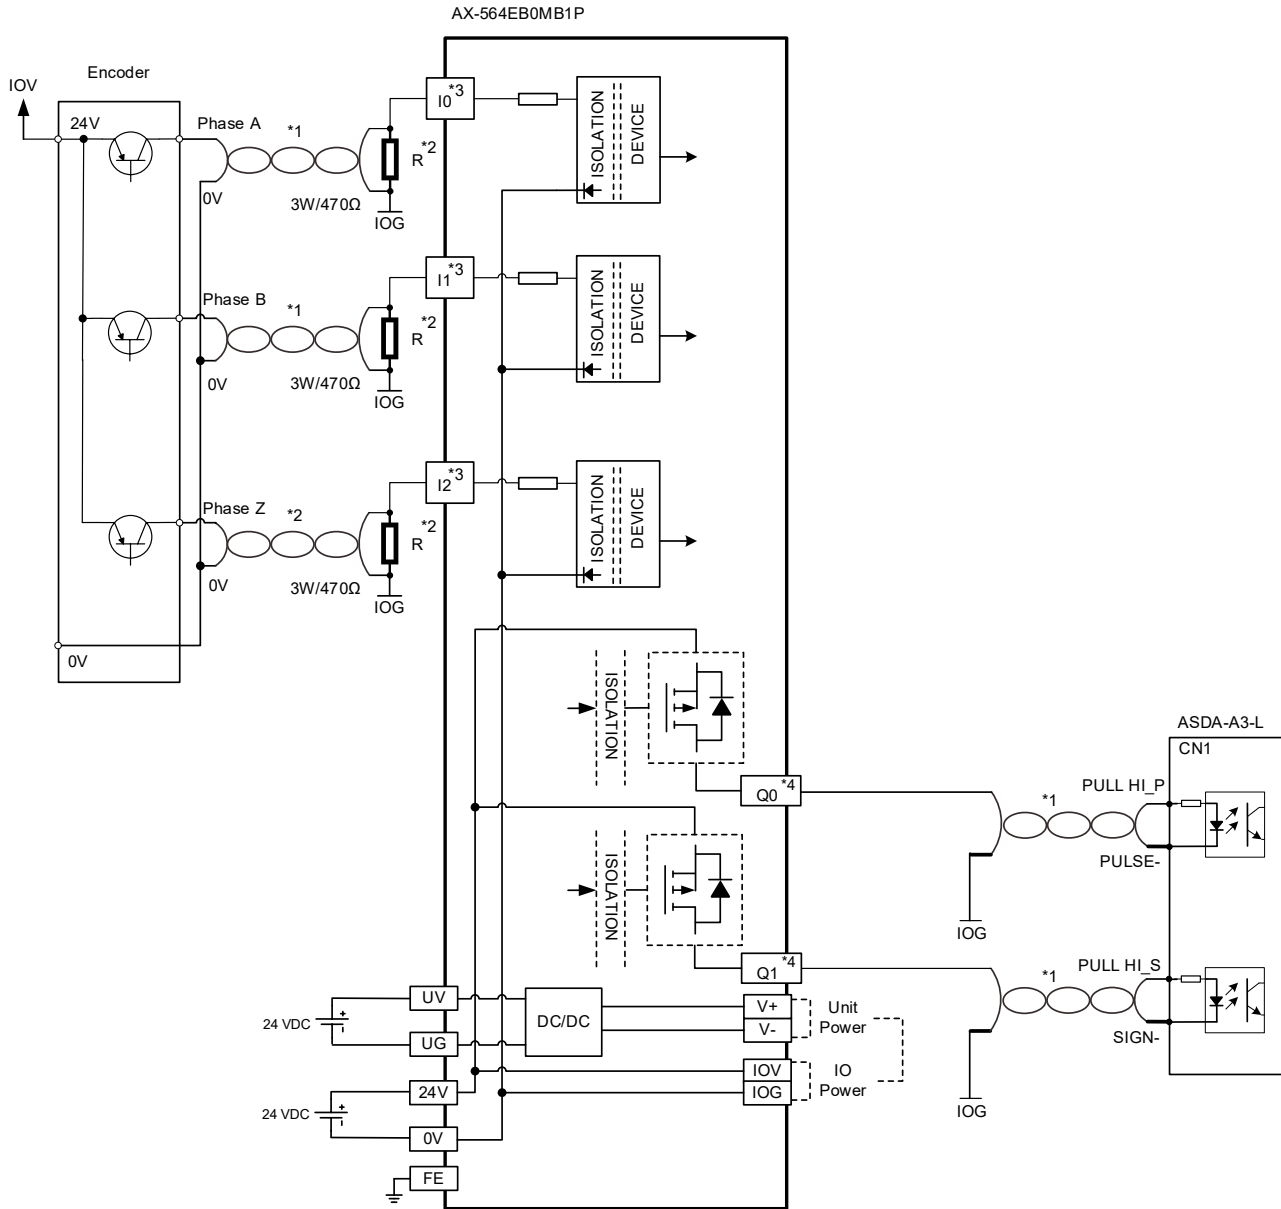 AX-564EB0MB1P
Encoder
IOV
24V
Phase A
*1
0V
3W/470Ω
R*2
IOG
I0*3
ISOLATION
DEVICE
Phase B
*1
0V
3W/470Ω
R*2
IOG
I1*3
ISOLATION
DEVICE
Phase Z
*2
0V
3W/470Ω
R*2
IOG
I2*3
ISOLATION
DEVICE
0V
ISOLATION
Q0*4
ISOLATION
Q1*4
*1
IOG
ASDA-A3-L
CN1
PULL HI_P
PULSE-
*1
IOG
PULL HI_S
SIGN-
24 VDC
+
-
UV
UG
DC/DC
V+
V-
Unit
Power
24 VDC
+
-
24V
0V
IOV
IOG
IO
Power
FE